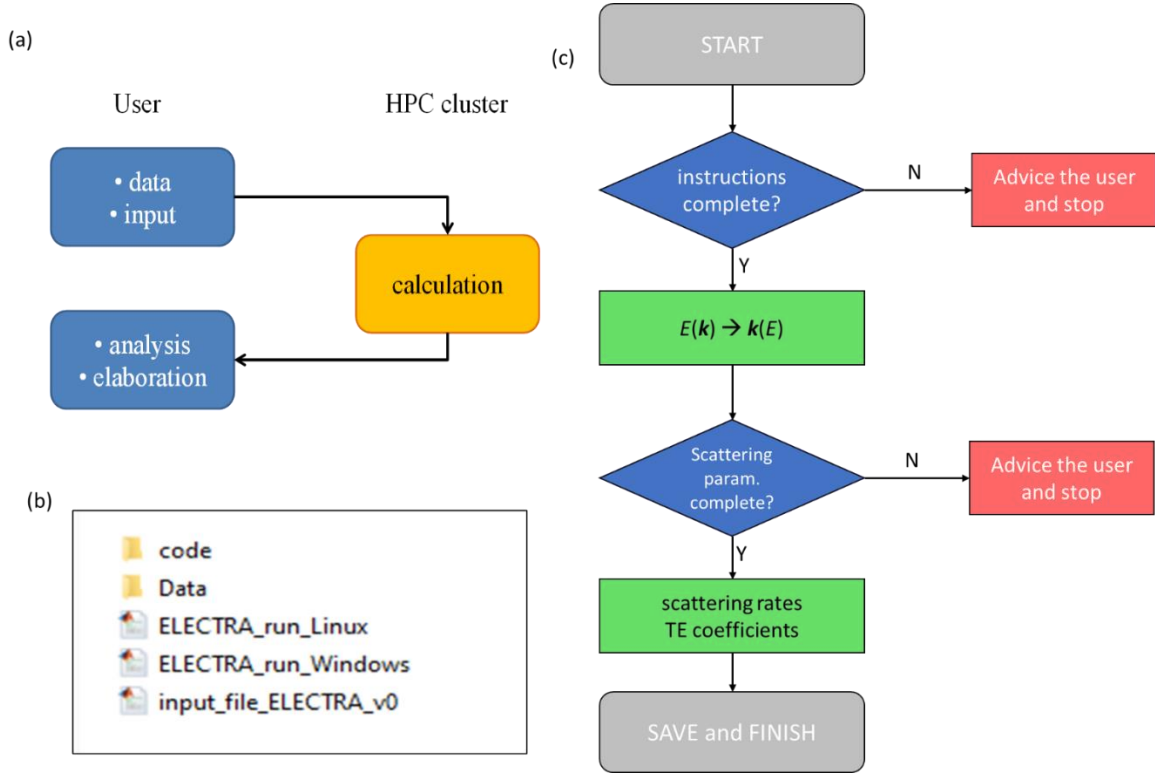 (a)
User
HPC cluster
• data
• input
calculation
• analysis
• elaboration
(b)
code
Data
ELECTRA_run_Linux
ELECTRA_run_Windows
input_file_ELECTRA_v0
(c)
START
instructions
complete?
N
Advice the user
and stop
Y
E(k) → k(E)
Scattering
param.
complete?
N
Advice the user
and stop
Y
scattering rates
TE coefficients
SAVE and FINISH